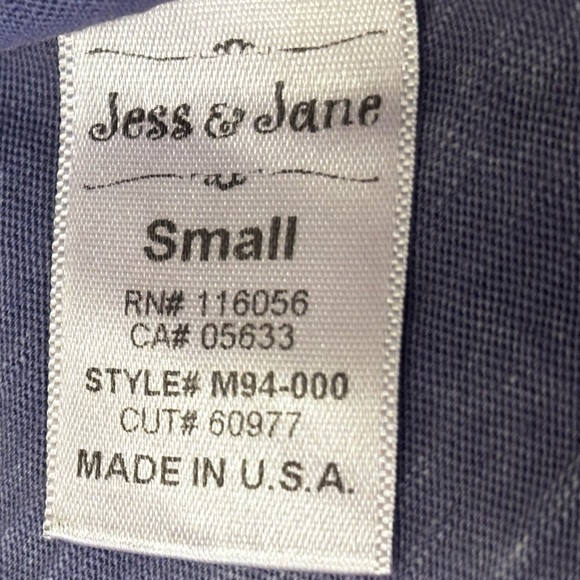 Jess & Jane
Small
RN# 116056
CA# 05633
STYLE# M94-000
CUT# 60977
MADE IN U.S.A.